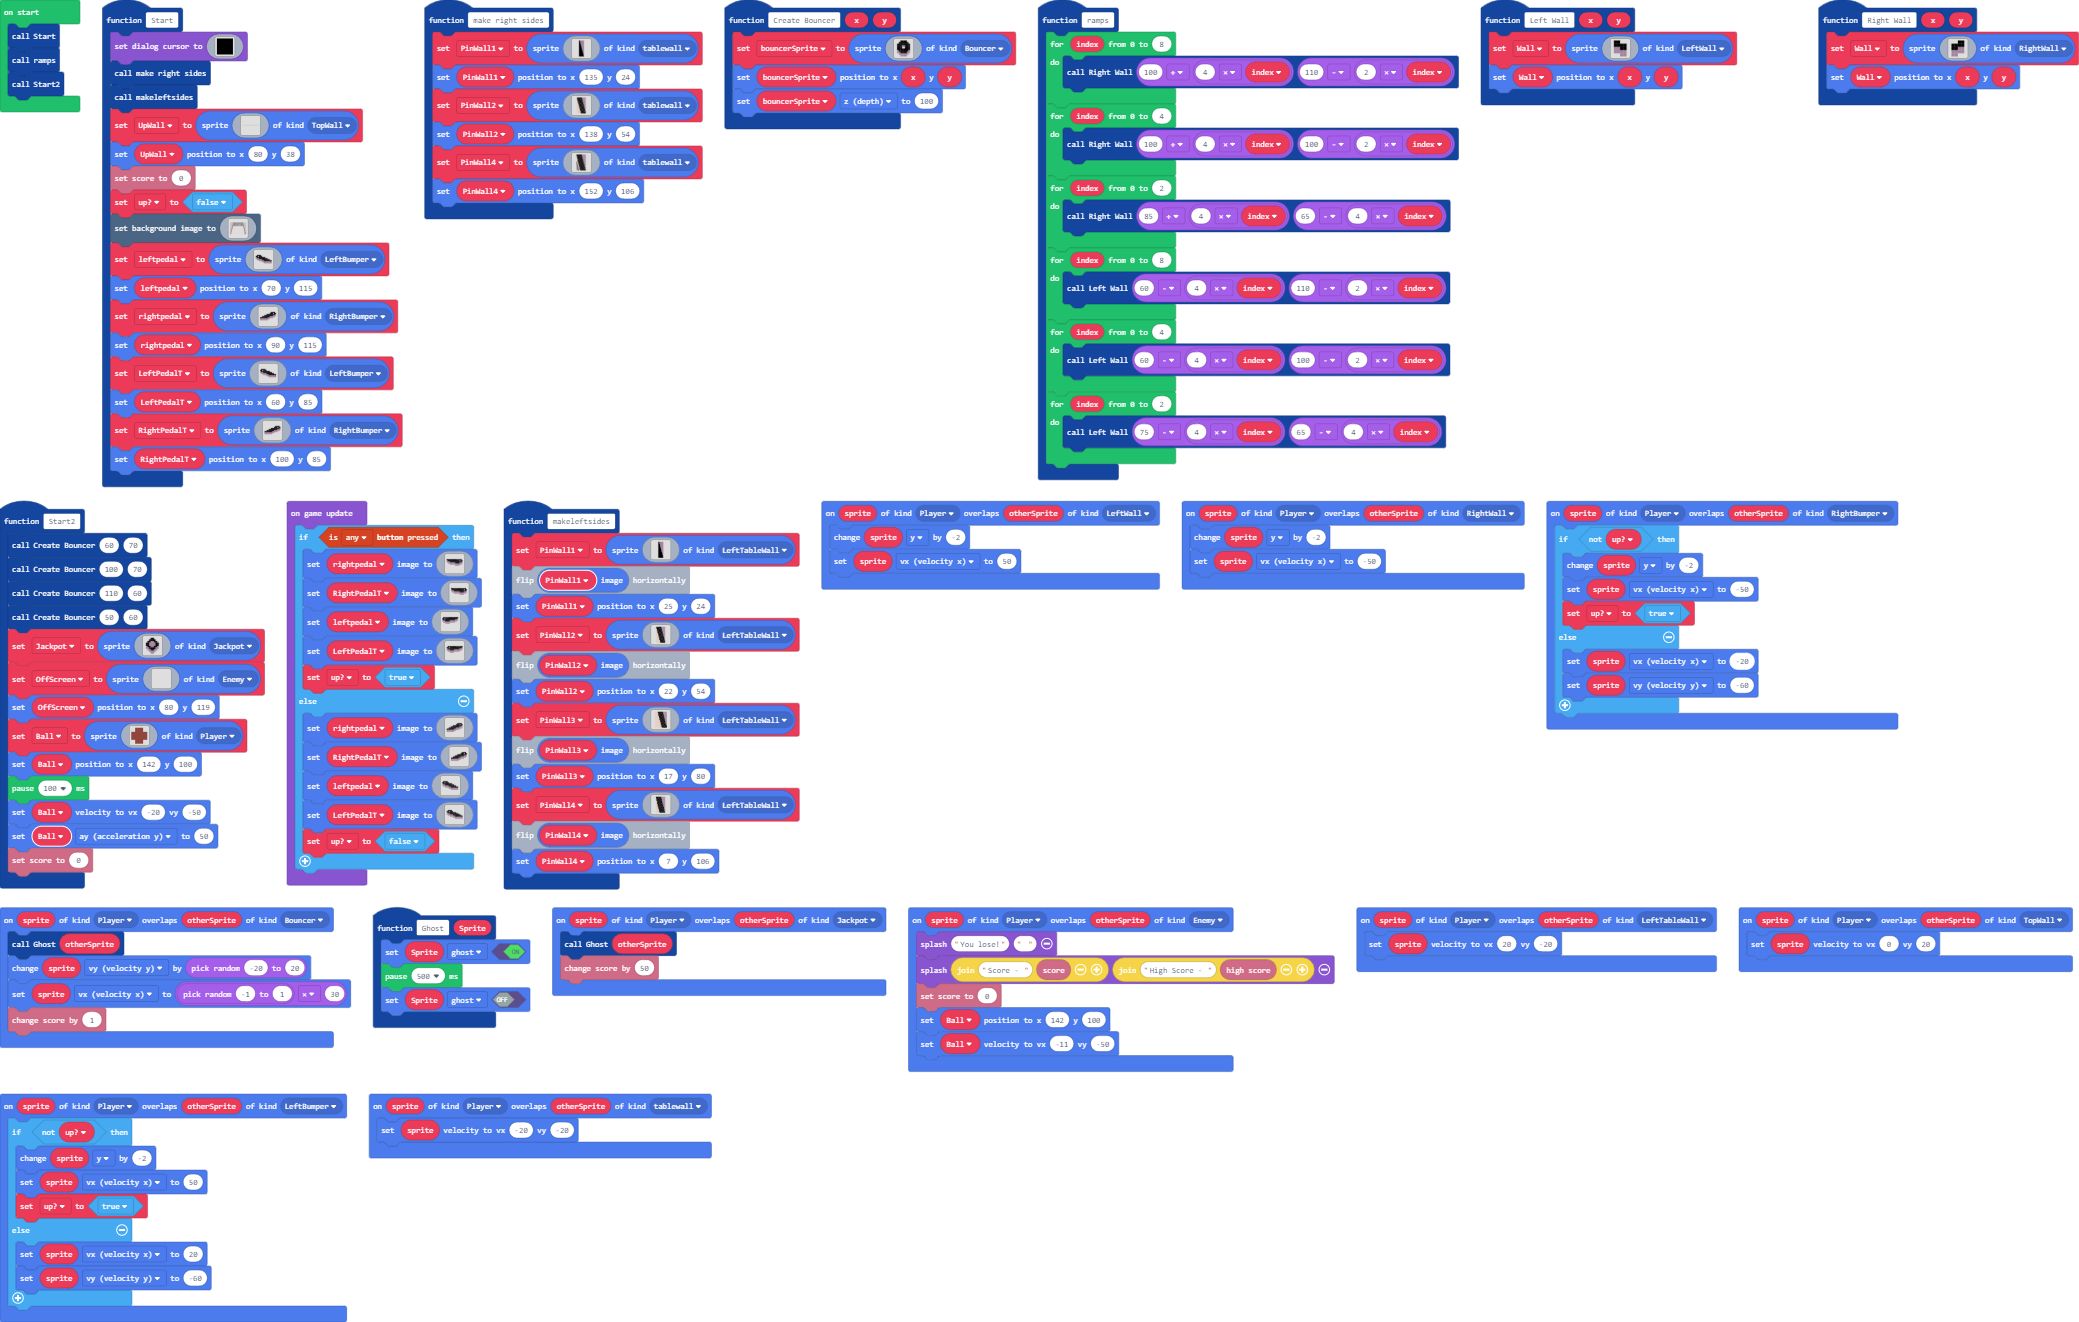 on start
call Start
call ramps
call Start2
function Start
set dialog cursor to
call make right sides
call makeleftsides
set UpWall to sprite of kind TopWall
set UpWall position to x 80 y 38
set score to 0
set up? to false
set background image to
set leftpedal to sprite of kind LeftBumper
set leftpedal position to x 70 y 115
set rightpedal to sprite of kind RightBumper
set rightpedal position to x 90 y 115
set LeftPedalT to sprite of kind LeftBumper
set LeftPedalT position to x 60 y 85
set RightPedalT to sprite of kind RightBumper
set RightPedalT position to x 100 y 85
function make right sides
set PinWall1 to sprite of kind tablewall
set PinWall1 position to x 135 y 24
set PinWall2 to sprite of kind tablewall
set PinWall2 position to x 138 y 54
set PinWall4 to sprite of kind tablewall
set PinWall4 position to x 152 y 106
function Create Bouncer x y
set bouncerSprite to sprite of kind Bouncer
set bouncerSprite position to x x y y
set bouncerSprite z (depth) to 100
function ramps
for index from 0 to 8
do
call Right Wall 100 + 4 × index 110 - 2 × index
for index from 0 to 4
do
call Right Wall 100 + 4 × index 100 - 2 × index
for index from 0 to 2
do
call Right Wall 85 + 4 × index 65 - 4 × index
for index from 0 to 8
do
call Left Wall 60 - 4 × index 110 - 2 × index
for index from 0 to 4
do
call Left Wall 60 - 4 × index 100 - 2 × index
for index from 0 to 2
do
call Left Wall 75 - 4 × index 65 - 4 × index
function Left Wall x y
set Wall to sprite of kind LeftWall
set Wall position to x x y y
function Right Wall x y
set Wall to sprite of kind RightWall
set Wall position to x x y y
function Start2
call Create Bouncer 60 70
call Create Bouncer 100 70
call Create Bouncer 110 60
call Create Bouncer 50 60
set Jackpot to sprite of kind Jackpot
set OffScreen to sprite of kind Enemy
set OffScreen position to x 80 y 119
set Ball to sprite of kind Player
set Ball position to x 142 y 100
pause 100 ms
set Ball velocity to vx -20 vy -50
set Ball ay (acceleration y) to 50
set score to 0
on game update
if is any button pressed then
set rightpedal image to
set RightPedalT image to
set leftpedal image to
set LeftPedalT image to
set up? to true
else
set rightpedal image to
set RightPedalT image to
set leftpedal image to
set LeftPedalT image to
set up? to false
function makeleftsides
set PinWall1 to sprite of kind LeftTableWall
flip PinWall1 image horizontally
set PinWall1 position to x 25 y 24
set PinWall2 to sprite of kind LeftTableWall
flip PinWall2 image horizontally
set PinWall2 position to x 22 y 54
set PinWall3 to sprite of kind LeftTableWall
flip PinWall3 image horizontally
set PinWall3 position to x 17 y 80
set PinWall4 to sprite of kind LeftTableWall
flip PinWall4 image horizontally
set PinWall4 position to x 7 y 106
on sprite of kind Player overlaps otherSprite of kind LeftWall
change sprite y by -2
set sprite vx (velocity x) to 50
on sprite of kind Player overlaps otherSprite of kind RightWall
change sprite y by -2
set sprite vx (velocity x) to -50
on sprite of kind Player overlaps otherSprite of kind RightBumper
if not up? then
change sprite y by -2
set sprite vx (velocity x) to -50
set up? to true
else
set sprite vx (velocity x) to -20
set sprite vy (velocity y) to -60
on sprite of kind Player overlaps otherSprite of kind Bouncer
call Ghost otherSprite
change sprite vy (velocity y) by pick random -20 to 20
set sprite vx (velocity x) to pick random -1 to 1 × 30
change score by 1
function Ghost Sprite
set Sprite ghost ON
pause 500 ms
set Sprite ghost OFF
on sprite of kind Player overlaps otherSprite of kind Jackpot
call Ghost otherSprite
change score by 50
on sprite of kind Player overlaps otherSprite of kind Enemy
splash "You lose!" " "
splash join "Score - " score join "High Score - " high score
set score to 0
set Ball position to x 142 y 100
set Ball velocity to vx -11 vy -50
on sprite of kind Player overlaps otherSprite of kind LeftTableWall
set sprite velocity to vx 20 vy -20
on sprite of kind Player overlaps otherSprite of kind TopWall
set sprite velocity to vx 0 vy 20
on sprite of kind Player overlaps otherSprite of kind LeftBumper
if not up? then
change sprite y by -2
set sprite vx (velocity x) to 50
set up? to true
else
set sprite vx (velocity x) to 20
set sprite vy (velocity y) to -60
on sprite of kind Player overlaps otherSprite of kind tablewall
set sprite velocity to vx -20 vy -20